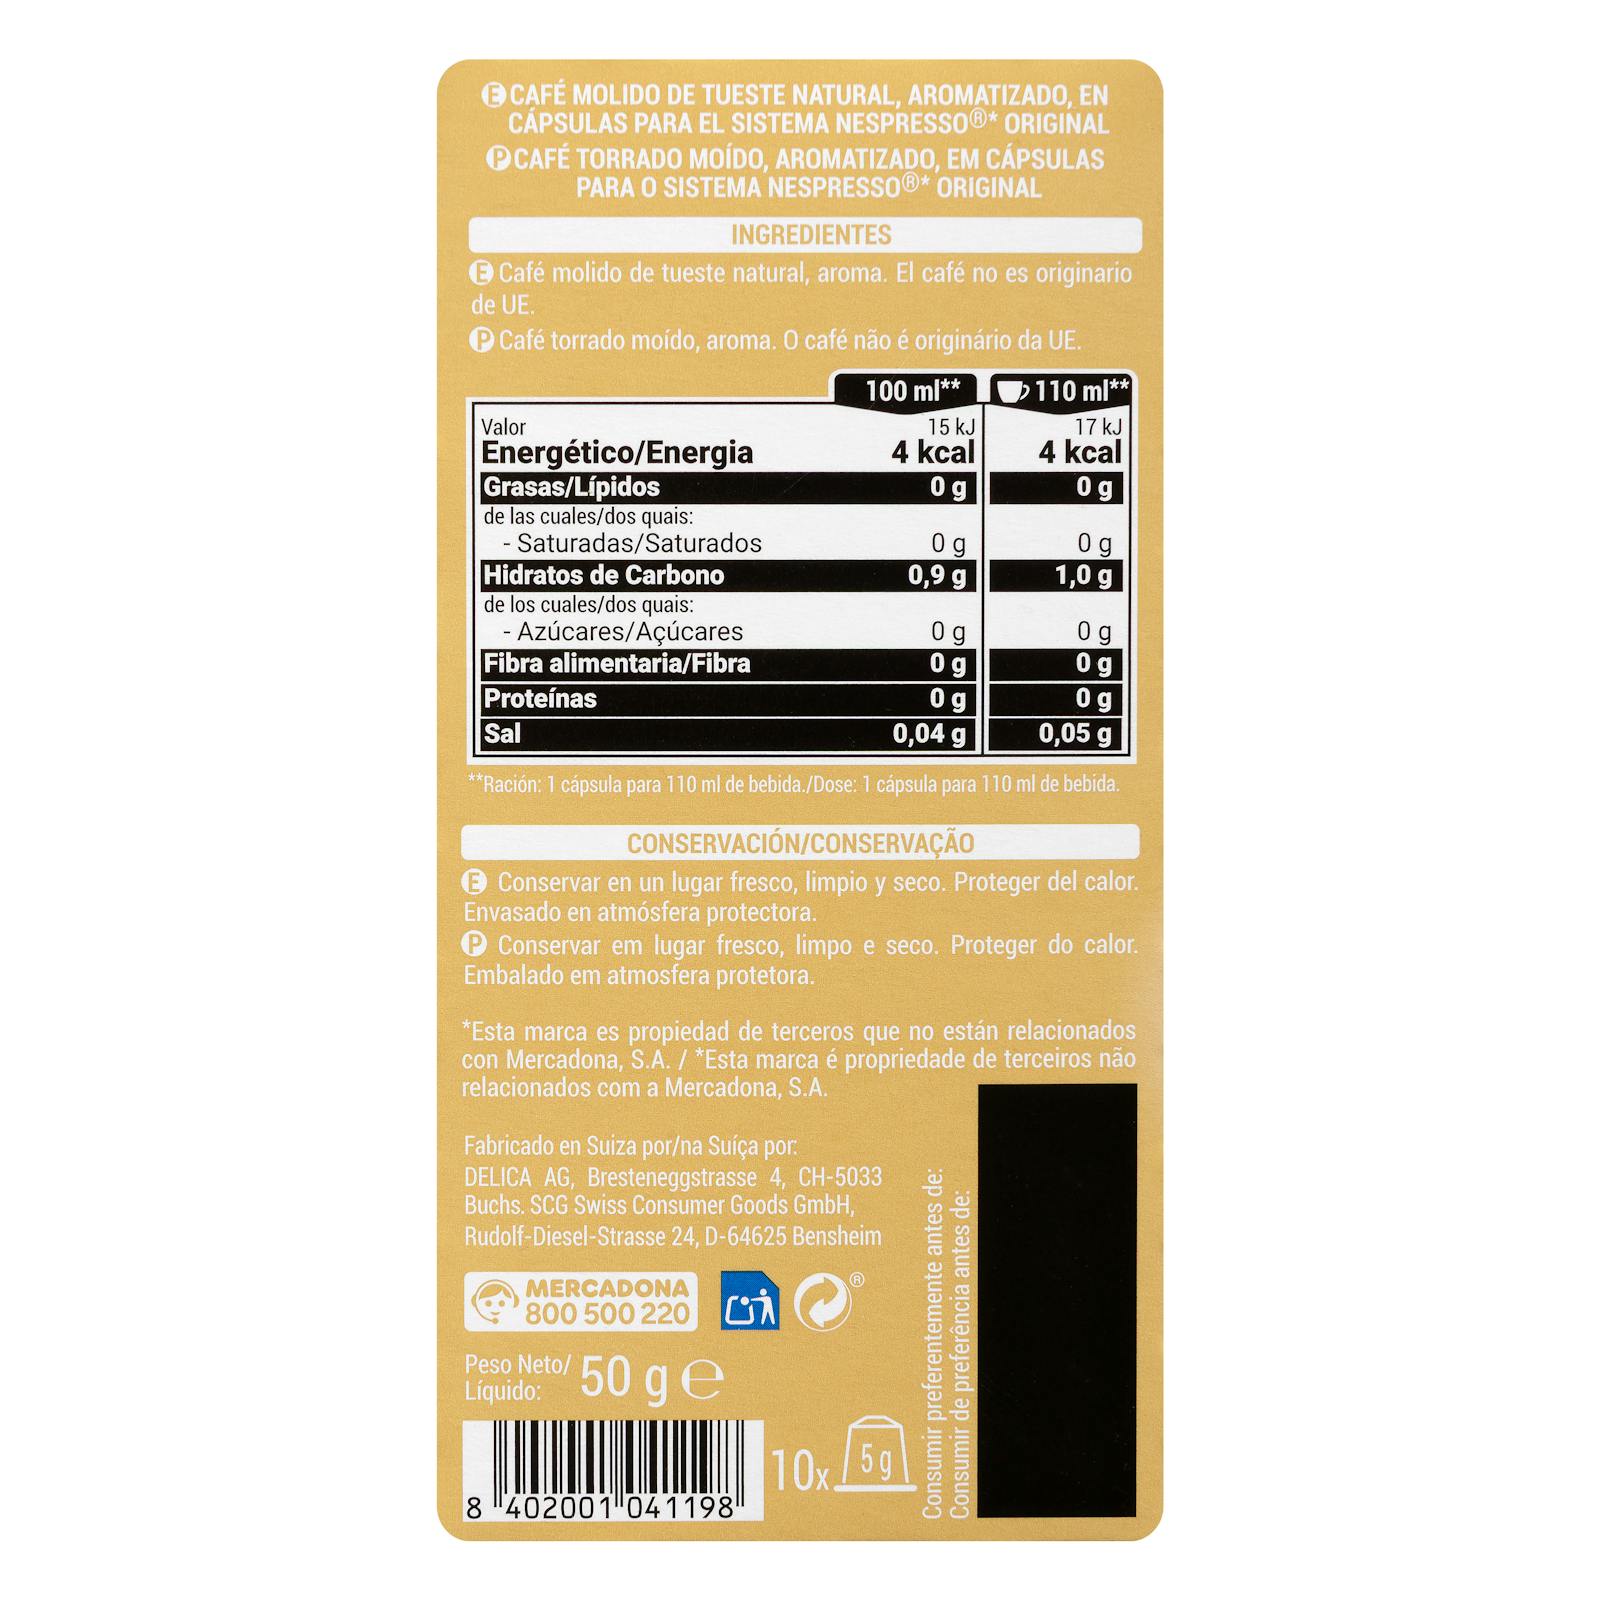 E CAFÉ MOLIDO DE TUESTE NATURAL, AROMATIZADO, EN
CÁPSULAS PARA EL SISTEMA NESPRESSO®* ORIGINAL
P CAFÉ TORRADO MOÍDO, AROMATIZADO, EM CÁPSULAS
PARA O SISTEMA NESPRESSO®* ORIGINAL
INGREDIENTES
E Café molido de tueste natural, aroma. El café no es originario
de UE.
P Café torrado moído, aroma. O café não é originário da UE.
100 ml** 110 ml**
Valor 15 kJ 17 kJ
Energético/Energia 4 kcal 4 kcal
Grasas/Lípidos 0 g 0 g
de las cuales/dos quais:
- Saturadas/Saturados 0 g 0 g
Hidratos de Carbono 0,9 g 1,0 g
de los cuales/dos quais:
- Azúcares/Açúcares 0 g 0 g
Fibra alimentaria/Fibra 0 g 0 g
Proteínas 0 g 0 g
Sal 0,04 g 0,05 g
**Ración: 1 cápsula para 110 ml de bebida./Dose: 1 cápsula para 110 ml de bebida.
CONSERVACIÓN/CONSERVAÇÃO
E Conservar en un lugar fresco, limpio y seco. Proteger del calor.
Envasado en atmósfera protectora.
P Conservar em lugar fresco, limpo e seco. Proteger do calor.
Embalado em atmosfera protetora.
*Esta marca es propiedad de terceros que no están relacionados
con Mercadona, S.A. / *Esta marca é propriedade de terceiros não
relacionados com a Mercadona, S.A.
Fabricado en Suiza por/na Suíça por:
DELICA AG, Bresteneggstrasse 4, CH-5033
Buchs. SCG Swiss Consumer Goods GmbH,
Rudolf-Diesel-Strasse 24, D-64625 Bensheim
MERCADONA
800 500 220
®
Peso Neto/
Líquido:
50 g ℮
8 402001 041198
10x 5 g
Consumir preferentemente antes de:
Consumir de preferência antes de: